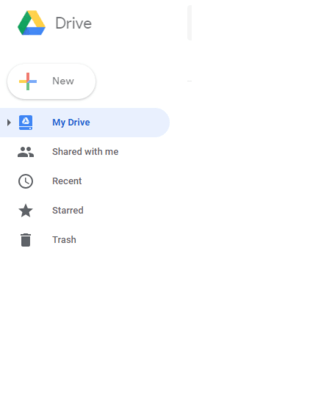 Drive
New
My Drive
Shared with me
Recent
Starred
Trash